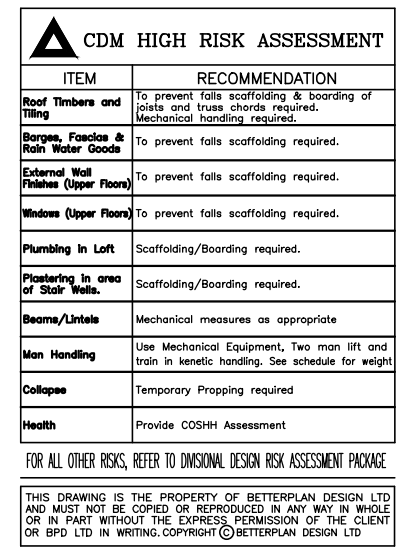 CDM HIGH RISK ASSESSMENT
ITEM RECOMMENDATION
Roof Timbers and
Tiling
To prevent falls scaffolding & boarding of
joists and truss chords required.
Mechanical handling required.
Barges, Fascias &
Rain Water Goods
To prevent falls scaffolding required.
External Wall
Finishes (Upper Floors)
To prevent falls scaffolding required.
Windows (Upper Floors)
To prevent falls scaffolding required.
Plumbing in Loft
Scaffolding/Boarding required.
Plastering in area
of Stair Wells.
Scaffolding/Boarding required.
Beams/Lintels
Mechanical measures as appropriate
Man Handling
Use Mechanical Equipment, Two man lift and
train in kenetic handling. See schedule for weight
Collapse
Temporary Propping required
Health
Provide COSHH Assessment
FOR ALL OTHER RISKS, REFER TO DIVISIONAL DESIGN RISK ASSESSMENT PACKAGE
THIS DRAWING IS THE PROPERTY OF BETTERPLAN DESIGN LTD
AND MUST NOT BE COPIED OR REPRODUCED IN ANY WAY IN WHOLE
OR IN PART WITHOUT THE EXPRESS PERMISSION OF THE CLIENT
OR BPD LTD IN WRITING. COPYRIGHT © BETTERPLAN DESIGN LTD